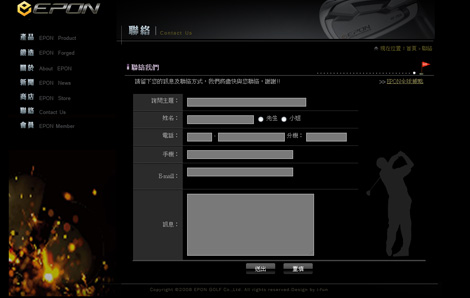 EPON
聯絡 Contact Us
現在位置：首頁 > 聯絡
產品 EPON Product
鍛造 EPON Forged
關於 About EPON
新聞 EPON News
商店 EPON Store
聯絡 Contact Us
會員 EPON Member
聯絡我們
請留下您的訊息及聯絡方式，我們將盡快與您聯絡，謝謝!!
>> EPON全球據點
詢問主題：
姓名： 先生 小姐
電話： - 分機：
手機：
E-mail：
訊息：
送出 重填
Copyright ©2008 EPON GOLF Co.,Ltd. All rights reserved Design by